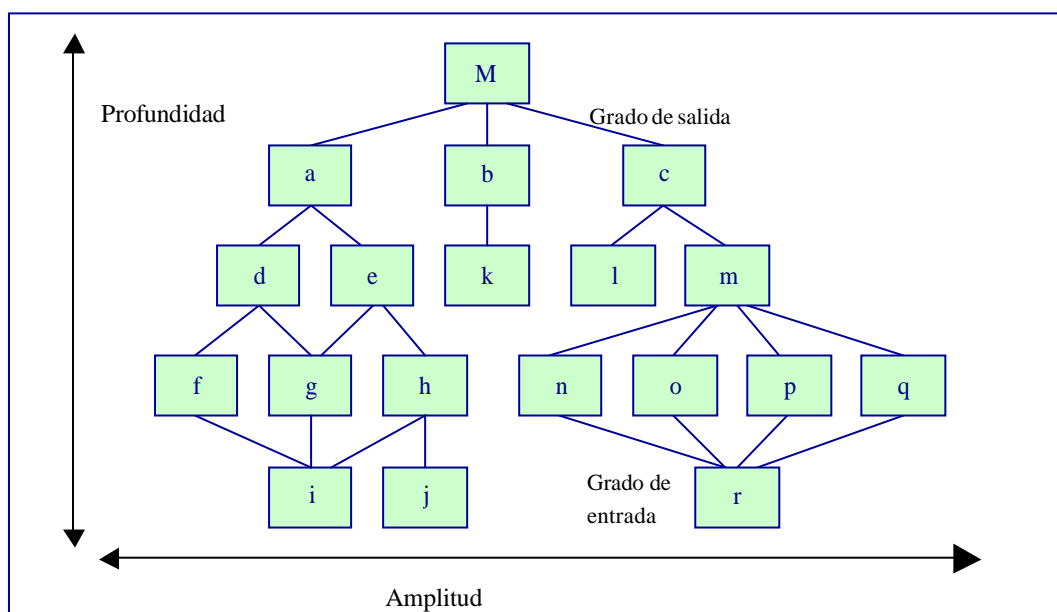 M
Profundidad
Grado de salida
a
b
c
d
e
k
l
m
f
g
h
n
o
p
q
i
j
Grado de
entrada
r
Amplitud